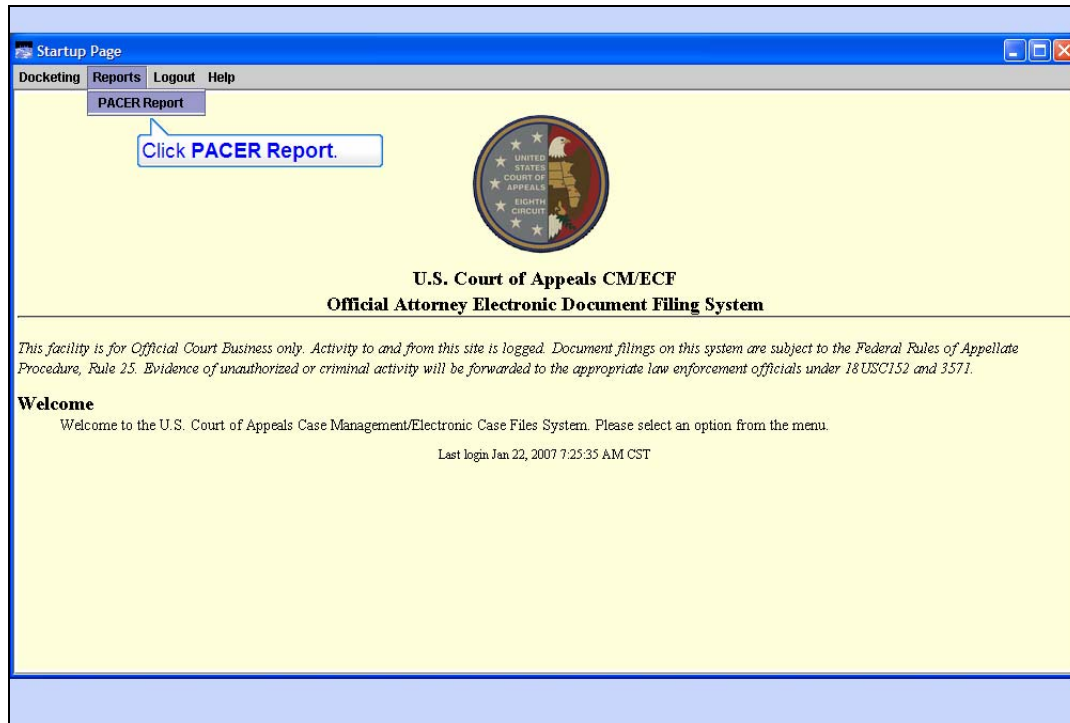 Startup Page
Docketing Reports Logout Help
PACER Report
Click PACER Report.
UNITED
STATES
COURT OF
APPEALS
EIGHTH
CIRCUIT
U.S. Court of Appeals CM/ECF
Official Attorney Electronic Document Filing System
This facility is for Official Court Business only. Activity to and from this site is logged. Document filings on this system are subject to the Federal Rules of Appellate
Procedure, Rule 25. Evidence of unauthorized or criminal activity will be forwarded to the appropriate law enforcement officials under 18USC152 and 3571.
Welcome
Welcome to the U.S. Court of Appeals Case Management/Electronic Case Files System. Please select an option from the menu.
Last login Jan 22, 2007 7:25:35 AM CST